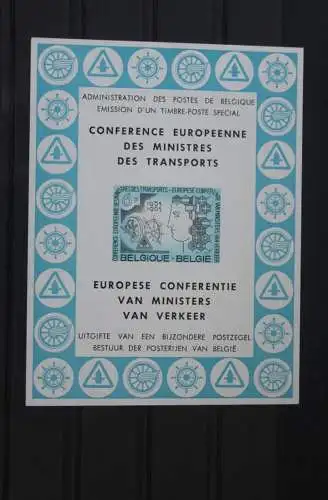 ADMINISTRATION DES POSTES DE BELGIQUE
EMISSION D'UN TIMBRE-POSTE SPECIAL
CONFERENCE EUROPEENNE
DES MINISTRES
DES TRANSPORTS
BELGIQUE-BELGIE
EUROPESE CONFERENTIE
VAN MINISTERS
VAN VERKEER
UITGIFTE VAN EEN BIJZONDERE POSTZEGEL
BESTUUR DER POSTERIJEN VAN BELGIË